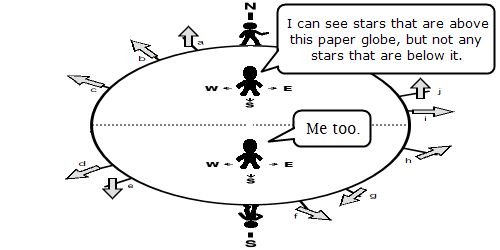 N
I can see stars that are above
this paper globe, but not any
stars that are below it.
a
b
c
W E
S
j
i
Me too.
W E
S
h
d
e
g
f
S